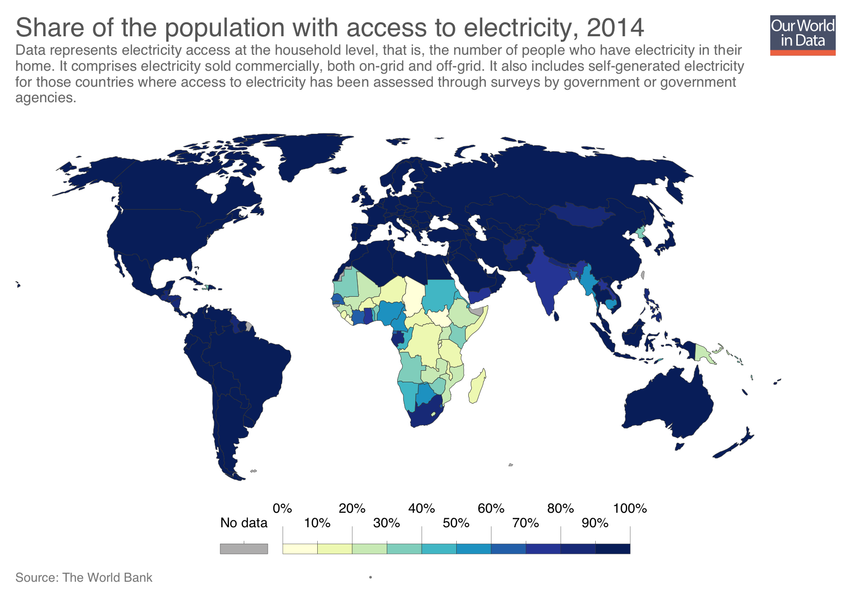 Share of the population with access to electricity, 2014
Our World
in Data
Data represents electricity access at the household level, that is, the number of people who have electricity in their
home. It comprises electricity sold commercially, both on-grid and off-grid. It also includes self-generated electricity
for those countries where access to electricity has been assessed through surveys by government or government
agencies.
0% 20% 40% 60% 80% 100%
No data 10% 30% 50% 70% 90%
Source: The World Bank